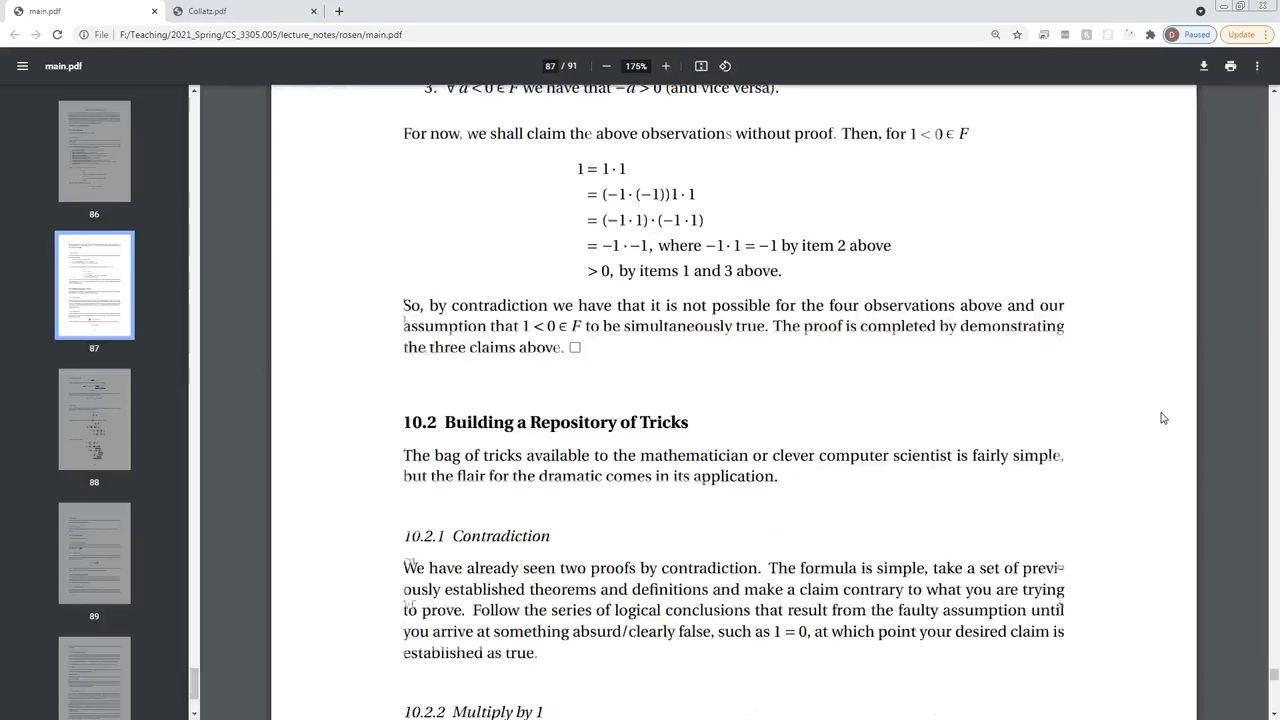 main.pdf
Collatz.pdf
File F:/Teaching/2021_Spring/CS_3305.005/lecture_notes/rosen/main.pdf
D Paused
Update
main.pdf
87 / 91
175%
86
87
88
89
3. ∀ a < 0 ∈ F we have that −a > 0 (and vice versa).
For now, we shall claim the above observations without proof. Then, for 1 < 0 ∈ F
1 = 1 · 1
= (−1 · (−1))1 · 1
= (−1 · 1) · (−1 · 1)
= −1 · −1, where −1 · 1 = −1 by item 2 above
> 0, by items 1 and 3 above.
So, by contradiction we have that it is not possible for the four observations above and our
assumption that 1 < 0 ∈ F to be simultaneously true. The proof is completed by demonstrating
the three claims above. □
10.2 Building a Repository of Tricks
The bag of tricks available to the mathematician or clever computer scientist is fairly simple,
but the flair for the dramatic comes in its application.
10.2.1 Contradiction
We have already seen two proofs by contradiction. The formula is simple, take a set of previ-
ously established theorems and definitions and make a claim contrary to what you are trying
to prove. Follow the series of logical conclusions that result from the faulty assumption until
you arrive at something absurd/clearly false, such as 1 = 0, at which point your desired claim is
established as true.
10.2.2 Multiply by 1